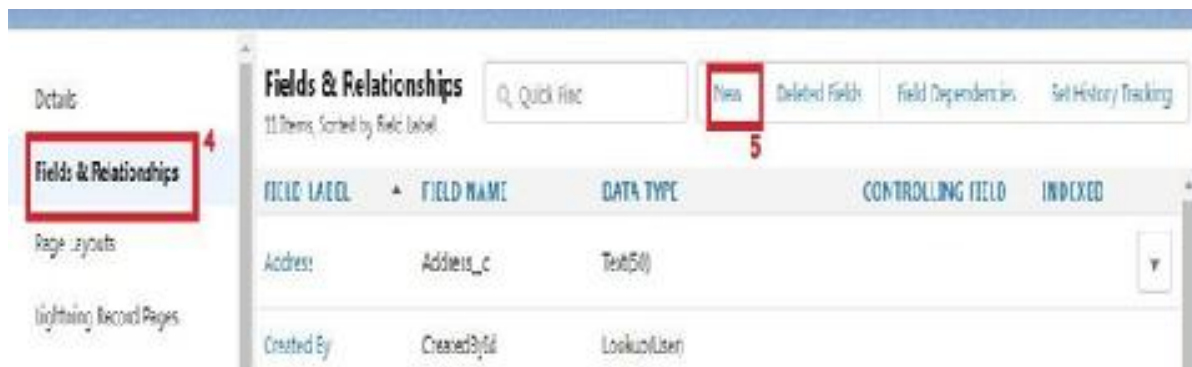 Details
Fields & Relationships
4
Page Layouts
Lightning Record Pages
Fields & Relationships
11 Items, Sorted by Field Label
Quick Find
New
Deleted Fields
Field Dependencies
Set History Tracking
5
FIELD LABEL FIELD NAME DATA TYPE CONTROLLING FIELD INDEXED
Address Address_c Text(50)
Created By CreatedById Lookup(User)